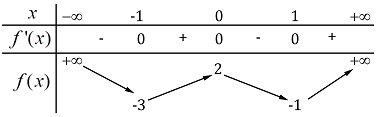 x −∞ -1 0 1 +∞
f'(x) - 0 + 0 - 0 +
+∞ 2 +∞
f(x)
-3 -1